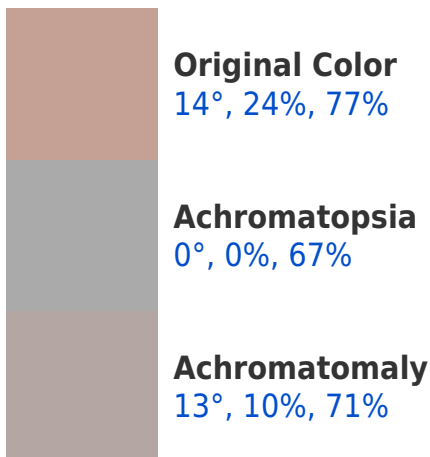 Original Color
14°, 24%, 77%
Achromatopsia
0°, 0%, 67%
Achromatomaly
13°, 10%, 71%